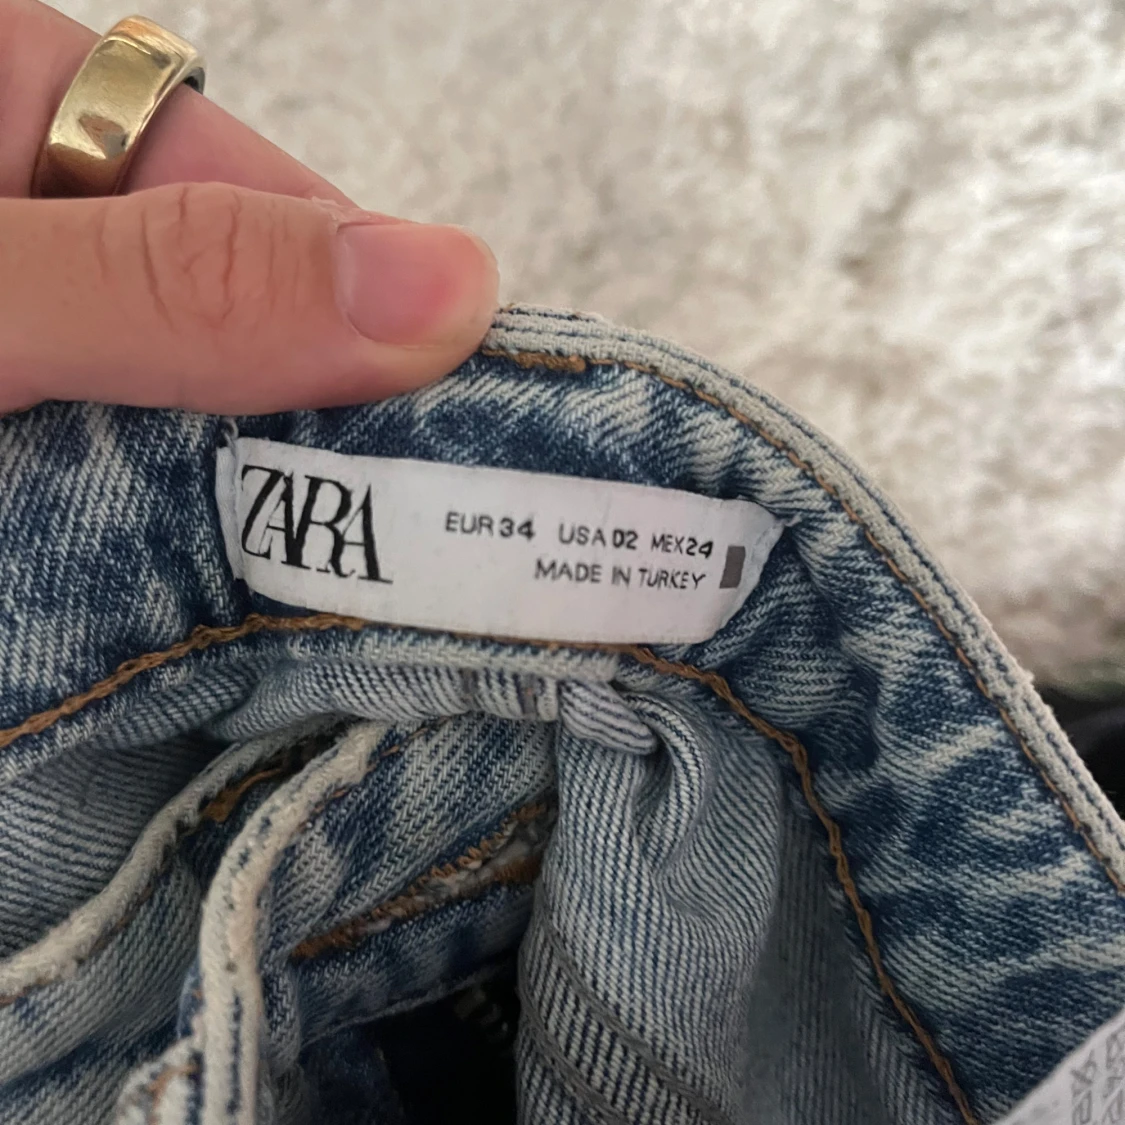 ZARA
EUR 34 USA 02 MEX 24
MADE IN TURKEY